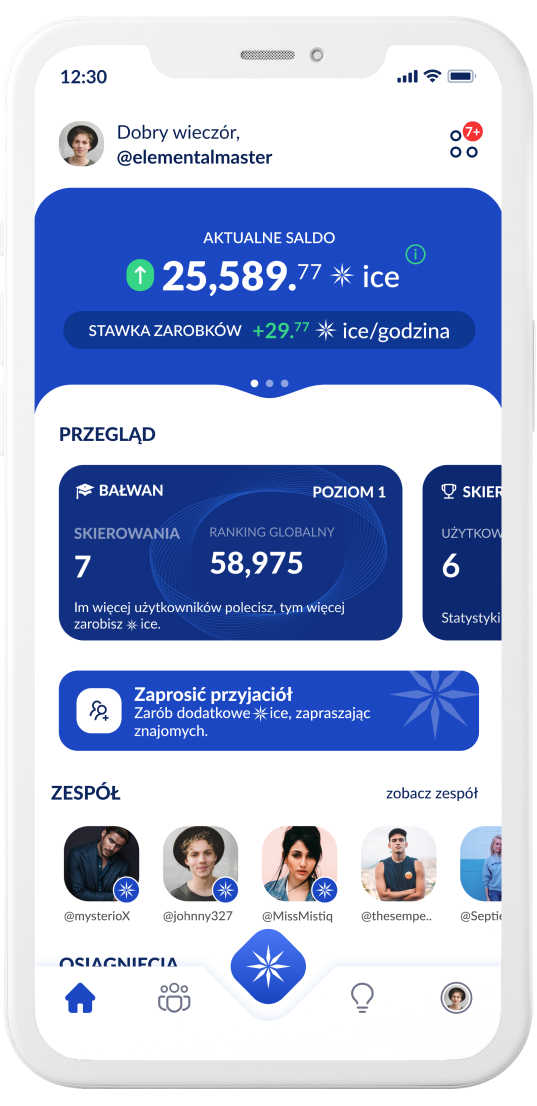 12:30
Dobry wieczór,
@elementalmaster
7+
AKTUALNE SALDO
25,589.77 ice
STAWKA ZAROBKÓW +29.77 ice/godzina
PRZEGLĄD
BAŁWAN
POZIOM 1
SKIEROWANIA
RANKING GLOBALNY
7
58,975
Im więcej użytkowników polecisz, tym więcej
zarobisz ice.
SKIER
UŻYTKOW
6
Statystyki
Zaprosić przyjaciół
Zarób dodatkowe ice, zapraszając
znajomych.
ZESPÓŁ
zobacz zespół
@mysterioX
@johnny327
@MissMistiq
@thesempe..
@Septie
OSIĄGNIĘCIA